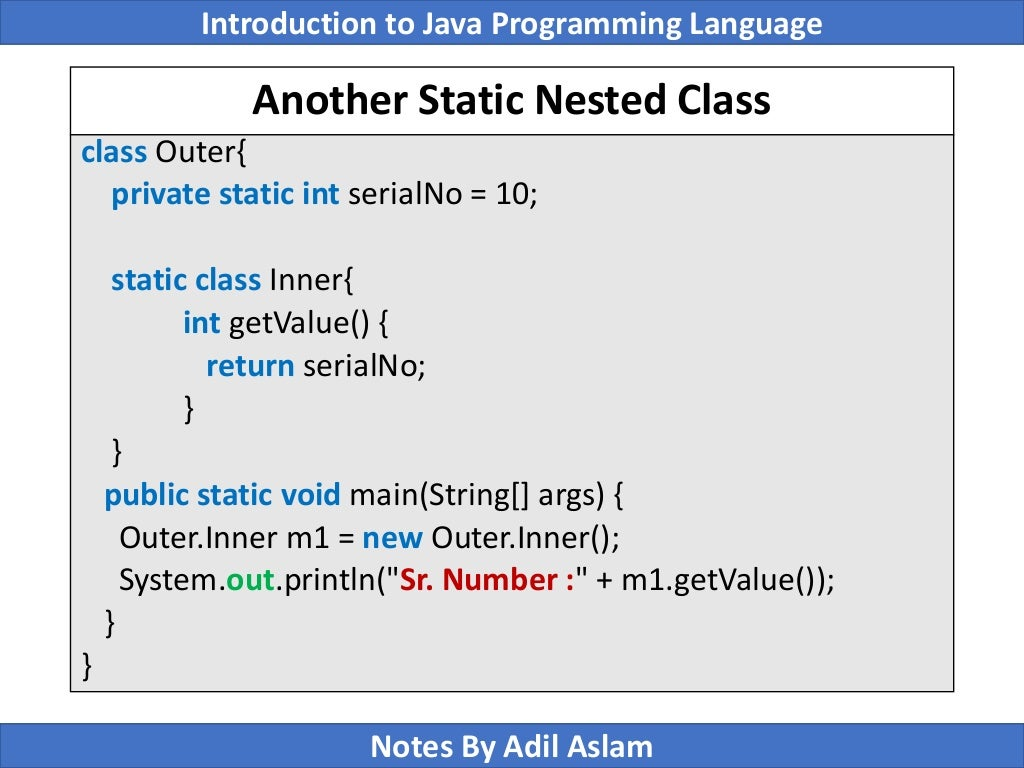 Introduction to Java Programming Language
Another Static Nested Class
class Outer{
private static int serialNo = 10;
static class Inner{
int getValue() {
return serialNo;
}
}
public static void main(String[] args) {
Outer.Inner m1 = new Outer.Inner();
System.out.println("Sr. Number :" + m1.getValue());
}
}
Notes By Adil Aslam